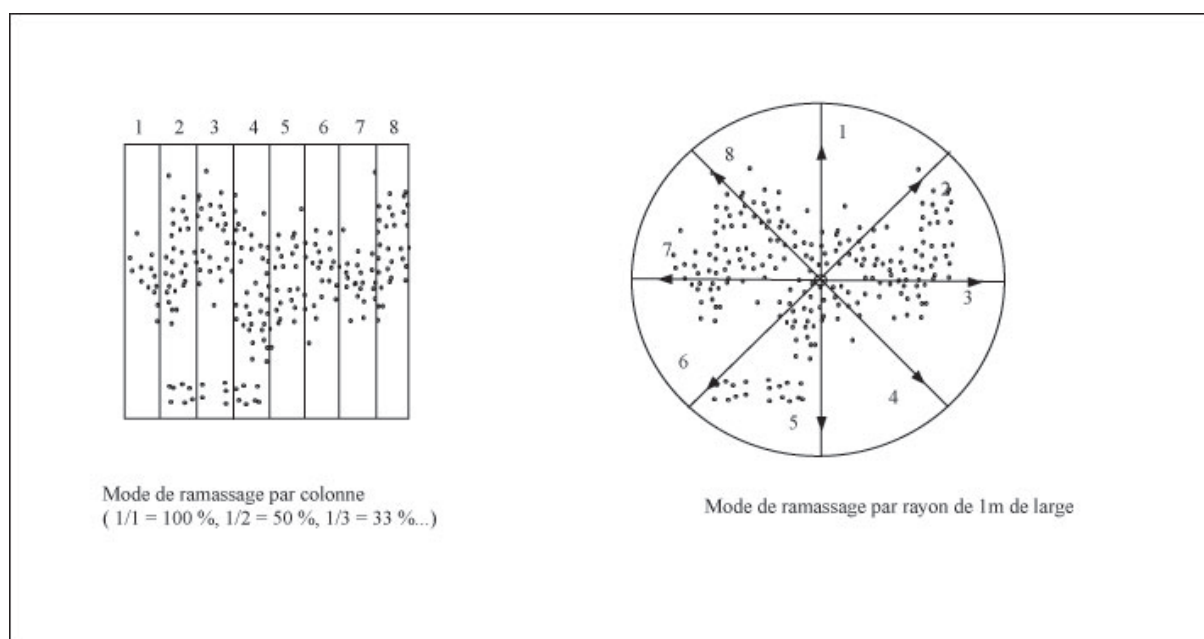 1 2 3 4 5 6 7 8
Mode de ramassage par colonne
( 1/1 = 100 %, 1/2 = 50 %, 1/3 = 33 %...)
1
2
3
4
5
6
7
8
Mode de ramassage par rayon de 1m de large